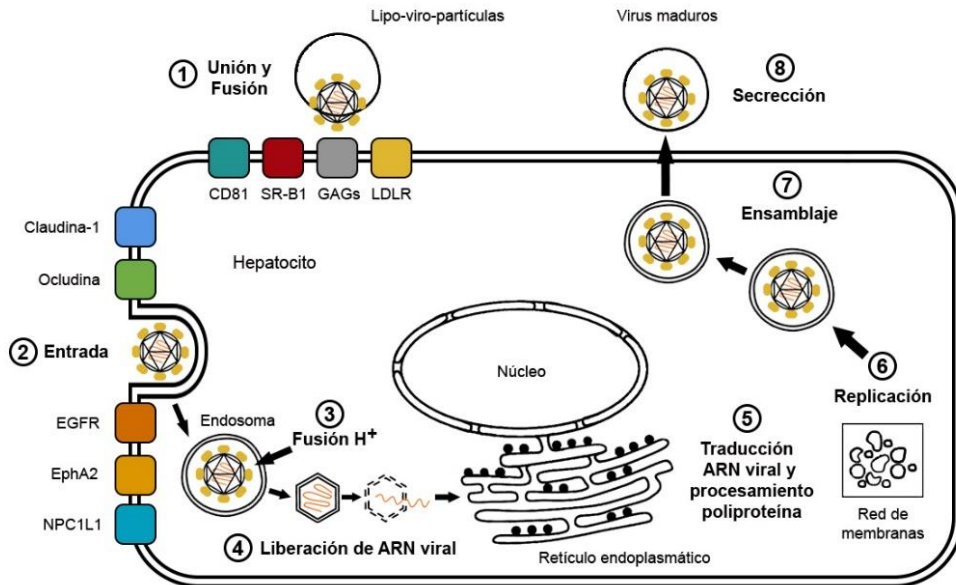 Lipo-viro-partículas
Virus maduros
1 Unión y
Fusión
8
Secrección
CD81 SR-B1 GAGs LDLR
7
Ensamblaje
Claudina-1
Hepatocito
Ocludina
2 Entrada
Núcleo
6
Replicación
EGFR
Endosoma
3
Fusión H+
5
Traducción
ARN viral y
procesamiento
poliproteína
EphA2
NPC1L1
4 Liberación de ARN viral
Retículo endoplasmático
Red de
membranas